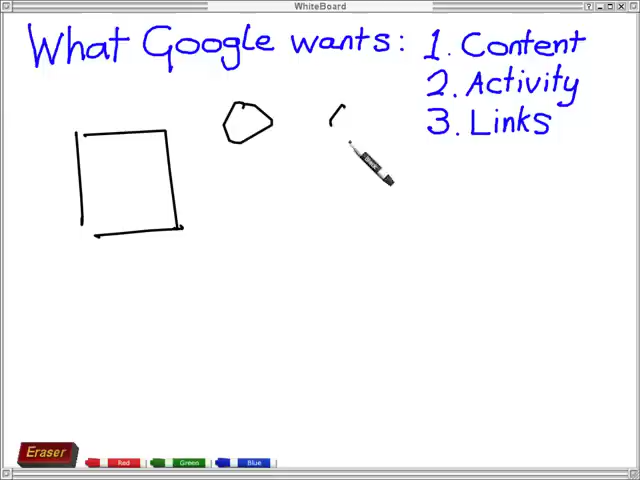 WhiteBoard
What Google wants: 1. Content
2. Activity
3. Links
Eraser
Red Green Blue